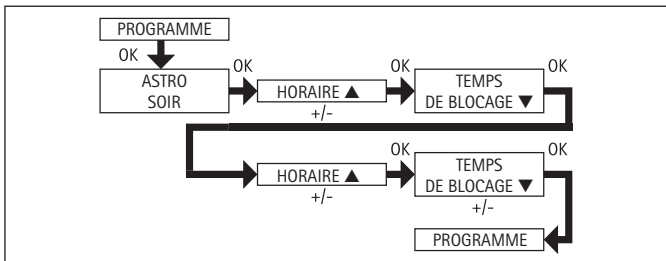 PROGRAMME
OK
ASTRO
SOIR
OK
HORAIRE ▲
+/-
OK
TEMPS
DE BLOCAGE ▼
OK
HORAIRE ▲
+/-
OK
TEMPS
DE BLOCAGE ▼
+/-
OK
PROGRAMME